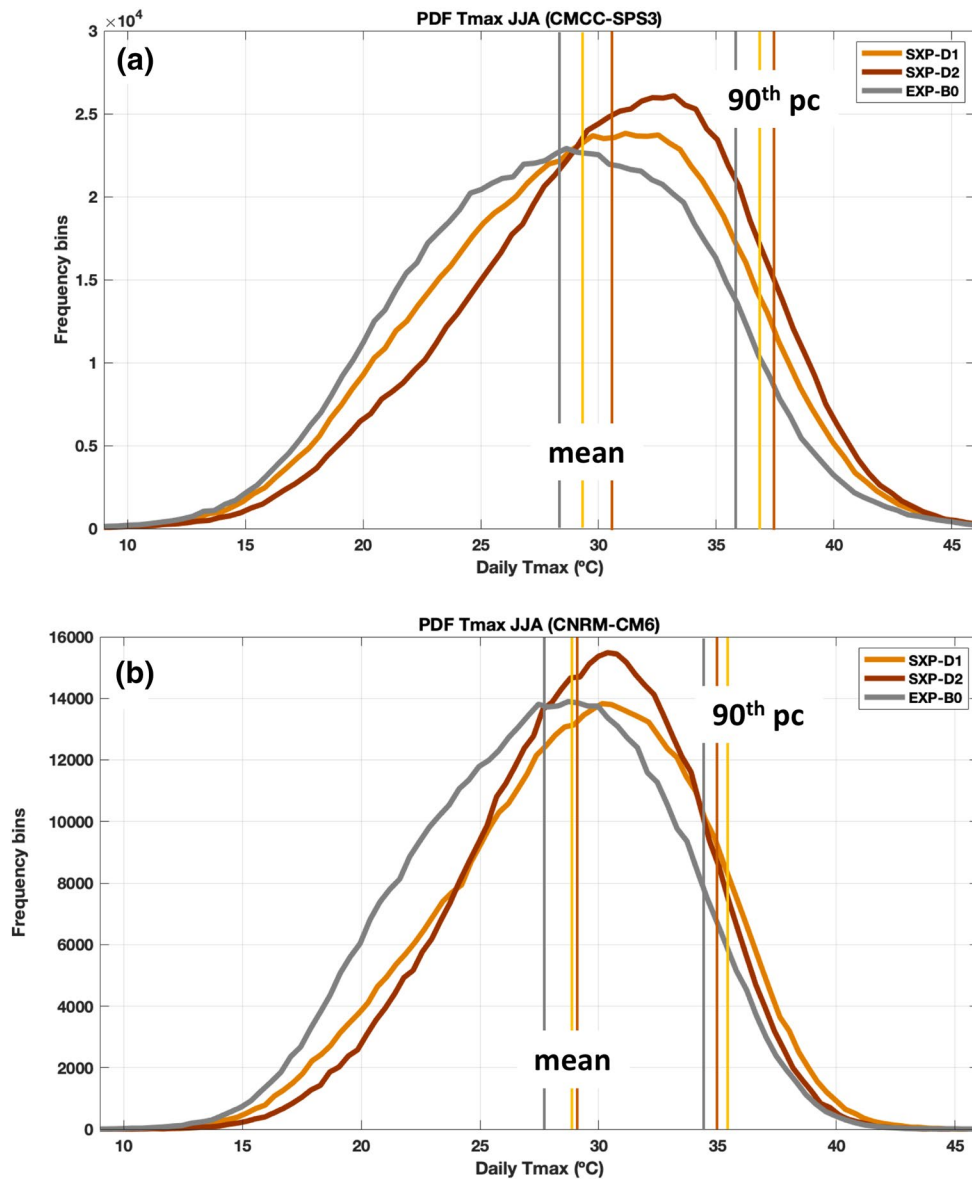 PDF Tmax JJA (CMCC-SPS3)
×10⁴
(a)
SXP-D1
SXP-D2
EXP-B0
90th pc
mean
3
2.5
2
1.5
1
0.5
0
Frequency bins
10 15 20 25 30 35 40 45
Daily Tmax (ºC)
PDF Tmax JJA (CNRM-CM6)
(b)
SXP-D1
SXP-D2
EXP-B0
90th pc
mean
16000
14000
12000
10000
8000
6000
4000
2000
0
Frequency bins
10 15 20 25 30 35 40 45
Daily Tmax (ºC)